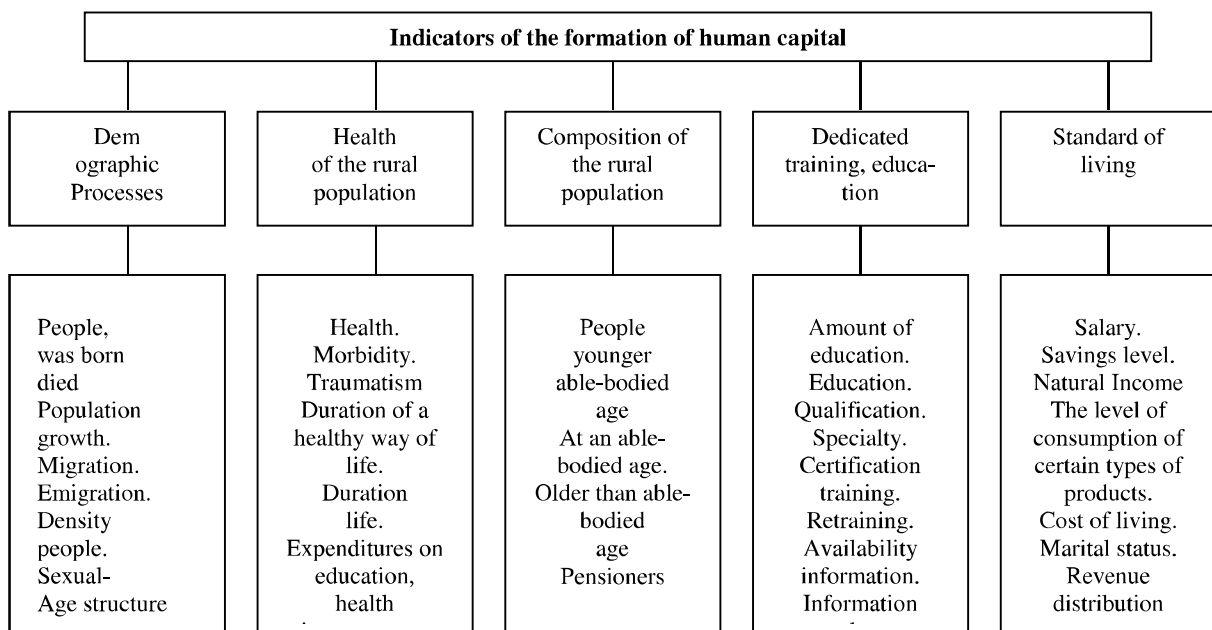 Indicators of the formation of human capital
Dem
ographic
Processes
Health
of the rural
population
Composition of
the rural
population
Dedicated
training, educa-
tion
Standard of
living
People,
was born
died
Population
growth.
Migration.
Emigration.
Density
people.
Sexual-
Age structure
Health.
Morbidity.
Traumatism
Duration of a
healthy way of
life.
Duration
life.
Expenditures on
education,
health
People
younger
able-bodied
age
At an able-
bodied age.
Older than able-
bodied
age
Pensioners
Amount of
education.
Education.
Qualification.
Specialty.
Certification
training.
Retraining.
Availability
information.
Information
Salary.
Savings level.
Natural Income
The level of
consumption of
certain types of
products.
Cost of living.
Marital status.
Revenue
distribution